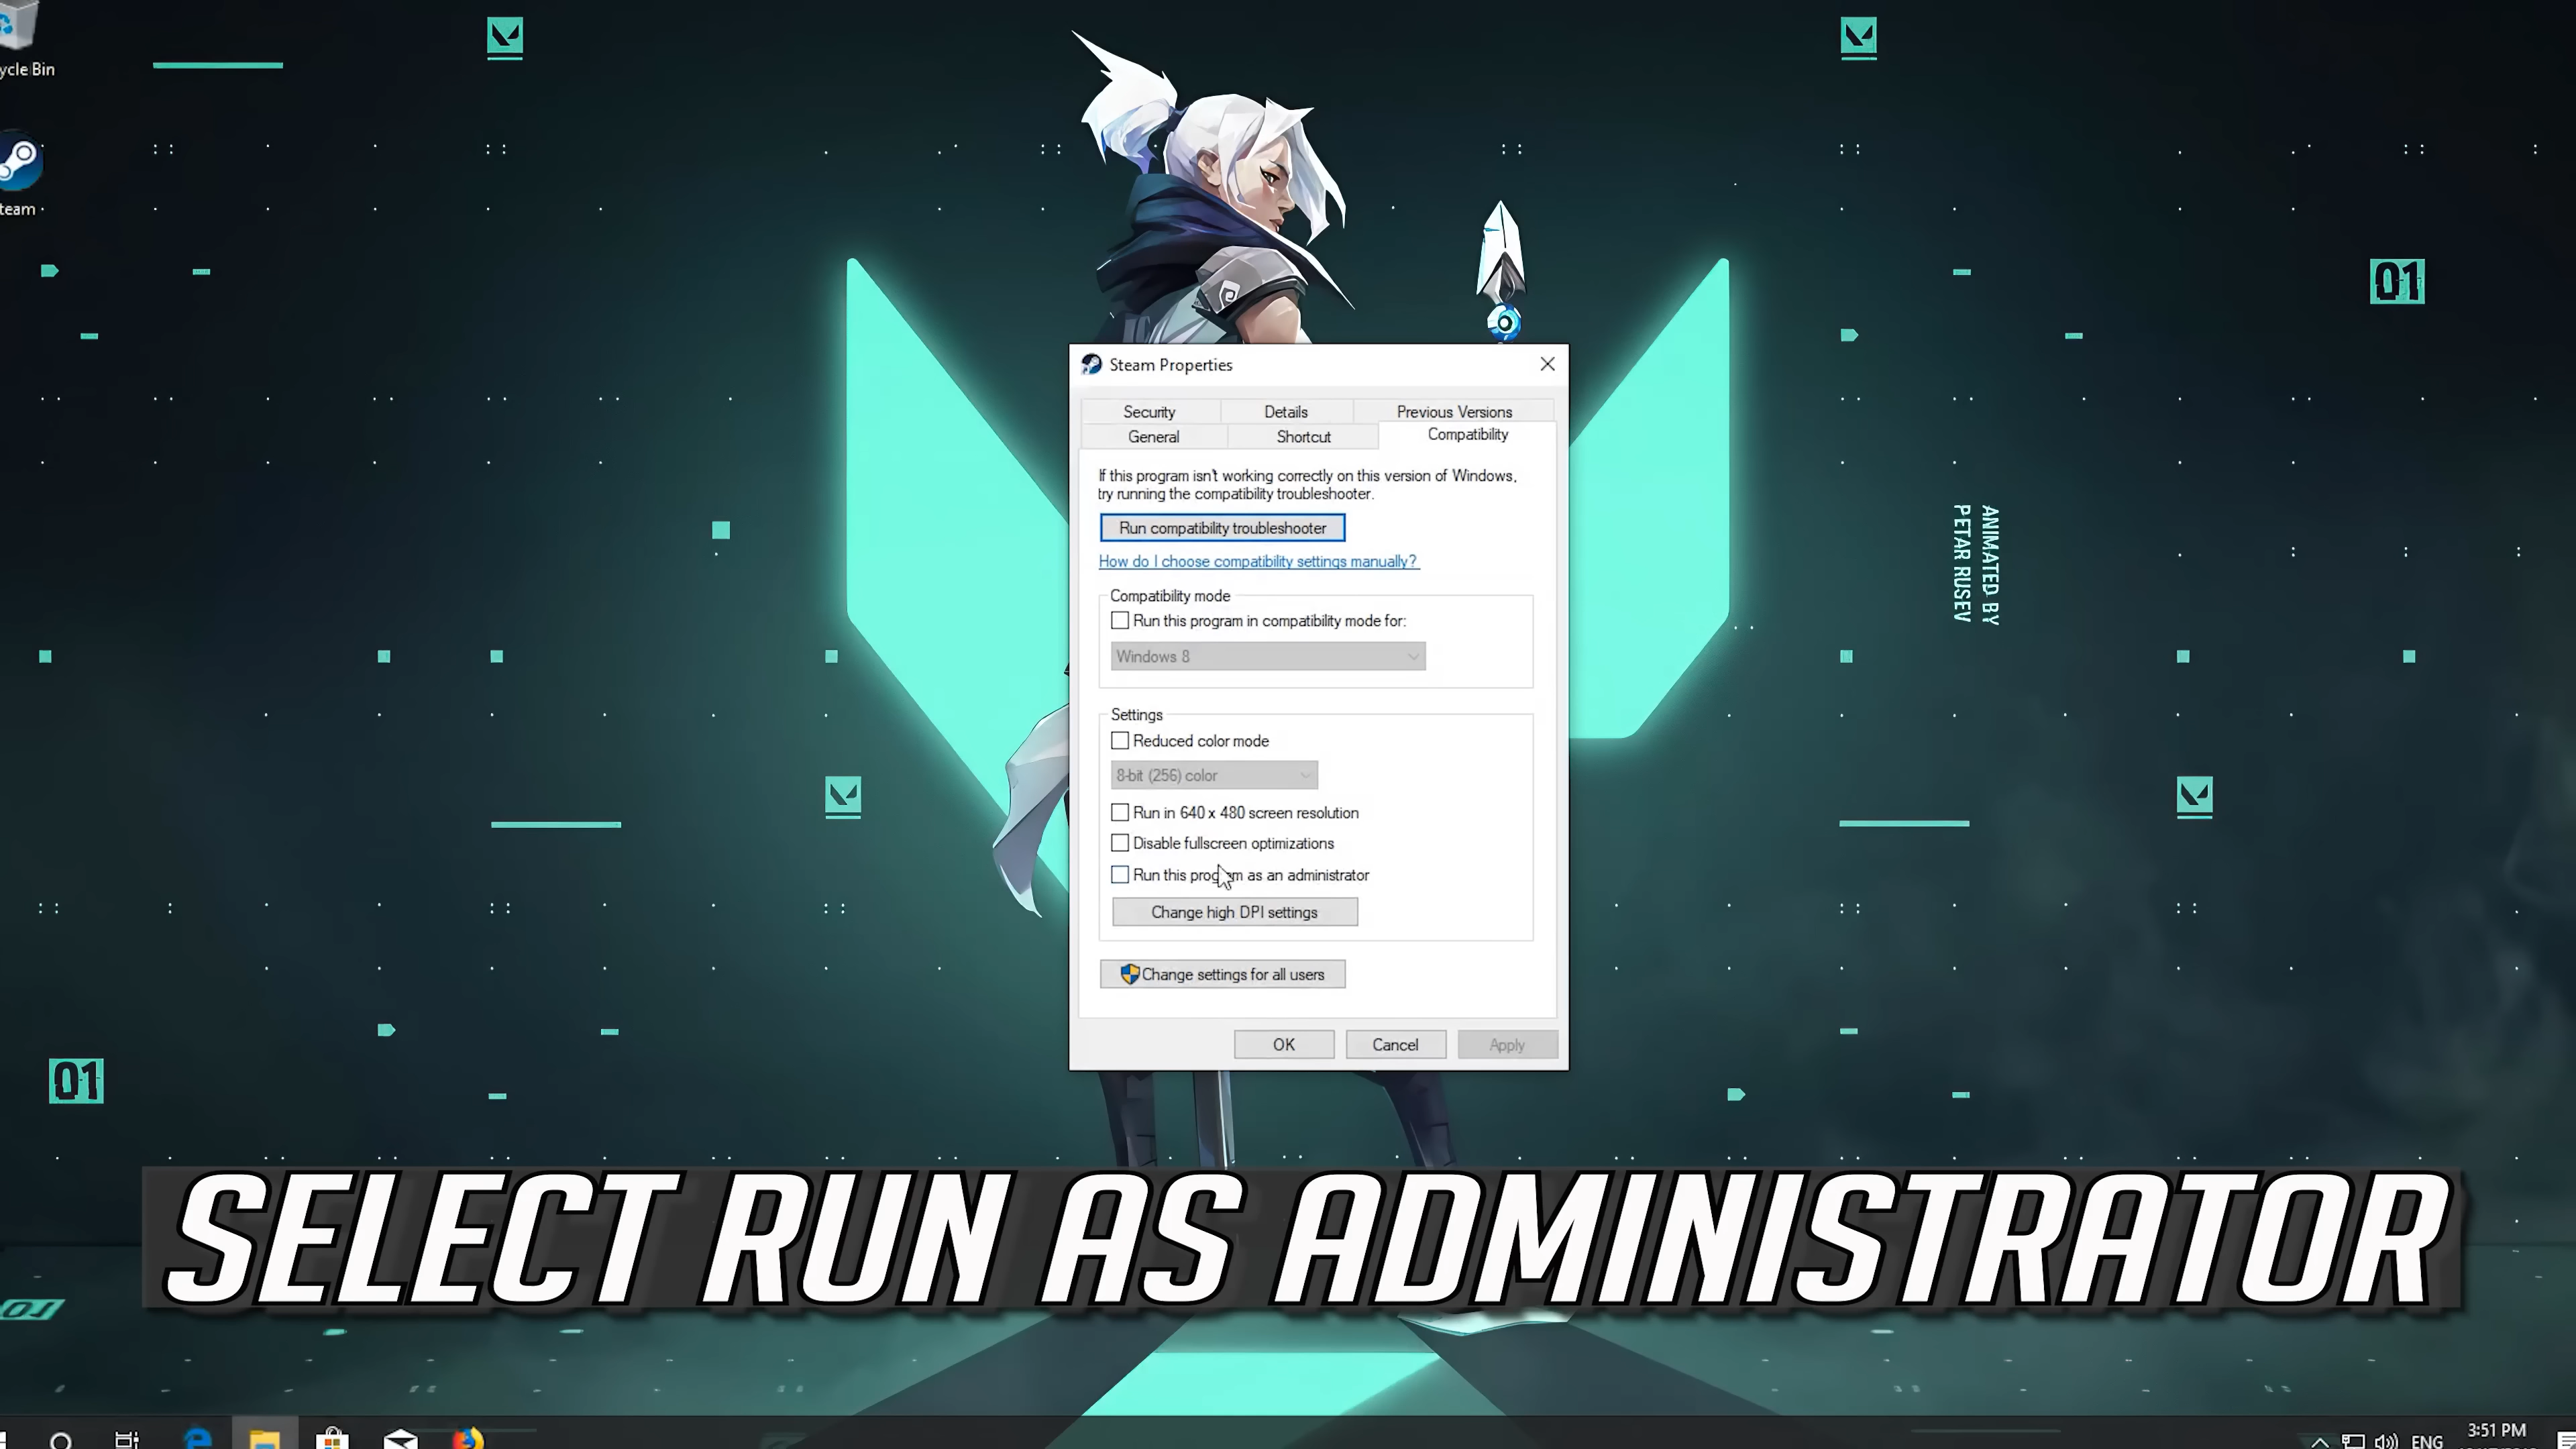 ycle Bin
team
01
Steam Properties
Security
Details
Previous Versions
General
Shortcut
Compatibility
If this program isn't working correctly on this version of Windows,
try running the compatibility troubleshooter.
Run compatibility troubleshooter
How do I choose compatibility settings manually?
ANIMATED BY
PETAR RUSEV
Compatibility mode
Run this program in compatibility mode for:
Windows 8
Settings
Reduced color mode
8-bit (256) color
Run in 640 x 480 screen resolution
Disable fullscreen optimizations
Run this program as an administrator
Change high DPI settings
Change settings for all users
OK
Cancel
Apply
01
SELECT RUN AS ADMINISTRATOR
01
ENG
3:51 PM